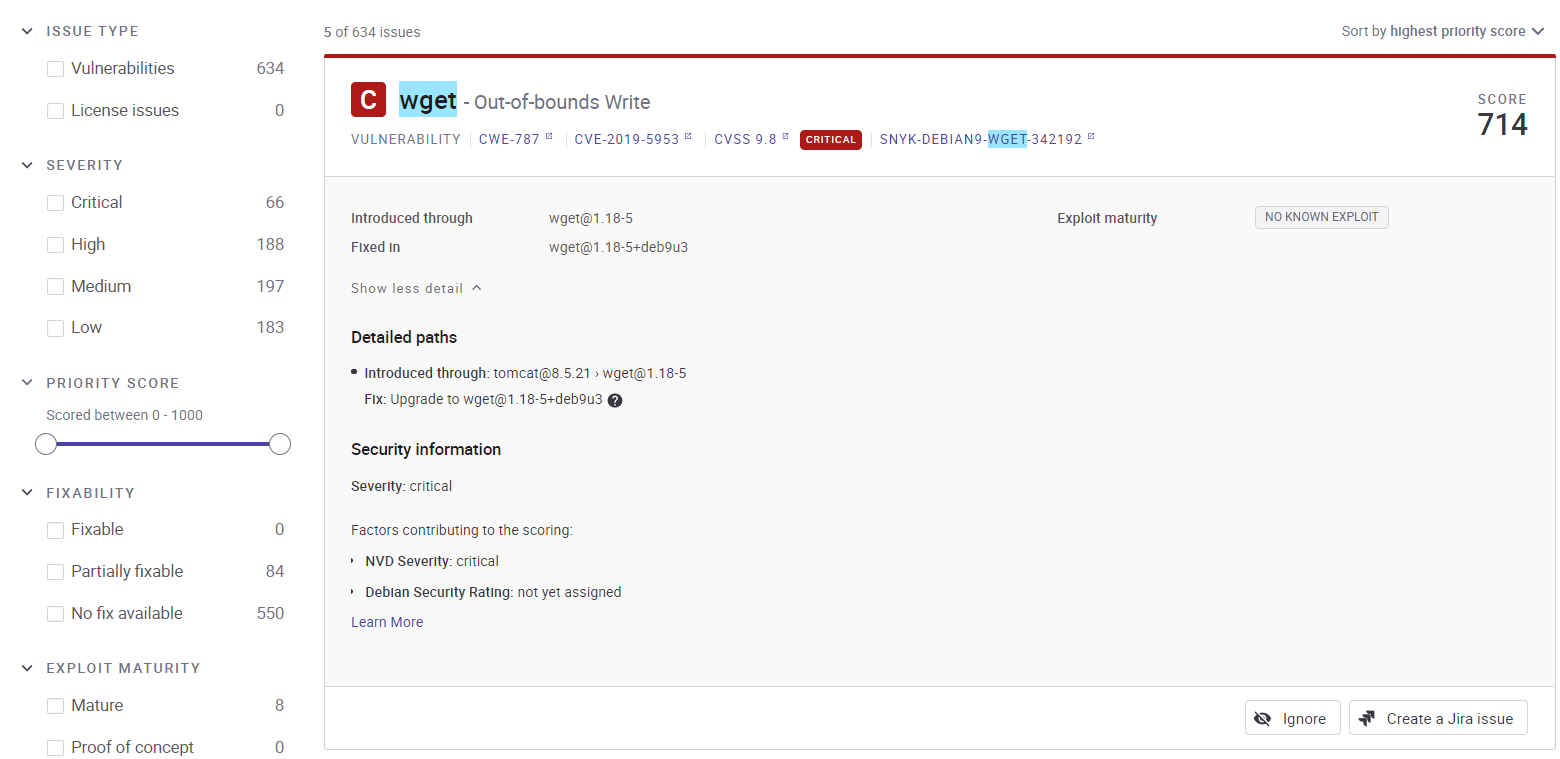 ISSUE TYPE
Vulnerabilities 634
License issues 0
SEVERITY
Critical 66
High 188
Medium 197
Low 183
PRIORITY SCORE
Scored between 0 - 1000
FIXABILITY
Fixable 0
Partially fixable 84
No fix available 550
EXPLOIT MATURITY
Mature 8
Proof of concept 0
5 of 634 issues
Sort by highest priority score
C wget - Out-of-bounds Write
VULNERABILITY CWE-787 CVE-2019-5953 CVSS 9.8 CRITICAL SNYK-DEBIAN9-WGET-342192
SCORE
714
Introduced through wget@1.18-5
Exploit maturity NO KNOWN EXPLOIT
Fixed in wget@1.18-5+deb9u3
Show less detail
Detailed paths
Introduced through: tomcat@8.5.21 › wget@1.18-5
Fix: Upgrade to wget@1.18-5+deb9u3 ?
Security information
Severity: critical
Factors contributing to the scoring:
NVD Severity: critical
Debian Security Rating: not yet assigned
Learn More
Ignore
Create a Jira issue